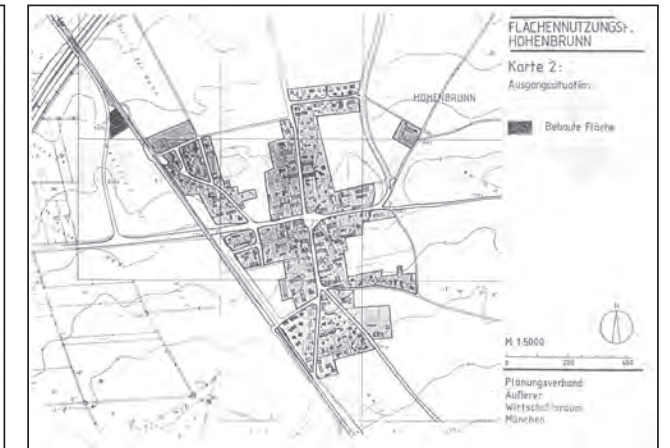 FLÄCHENNUTZUNGSP.
HOHENBRUNN
Karte 2:
Ausgangssituation
HOHENBRUNN
Bebaute Fläche
N
M 1:5000
0 200 400
Planungsverband
Äußerer
Wirtschaftsraum
München